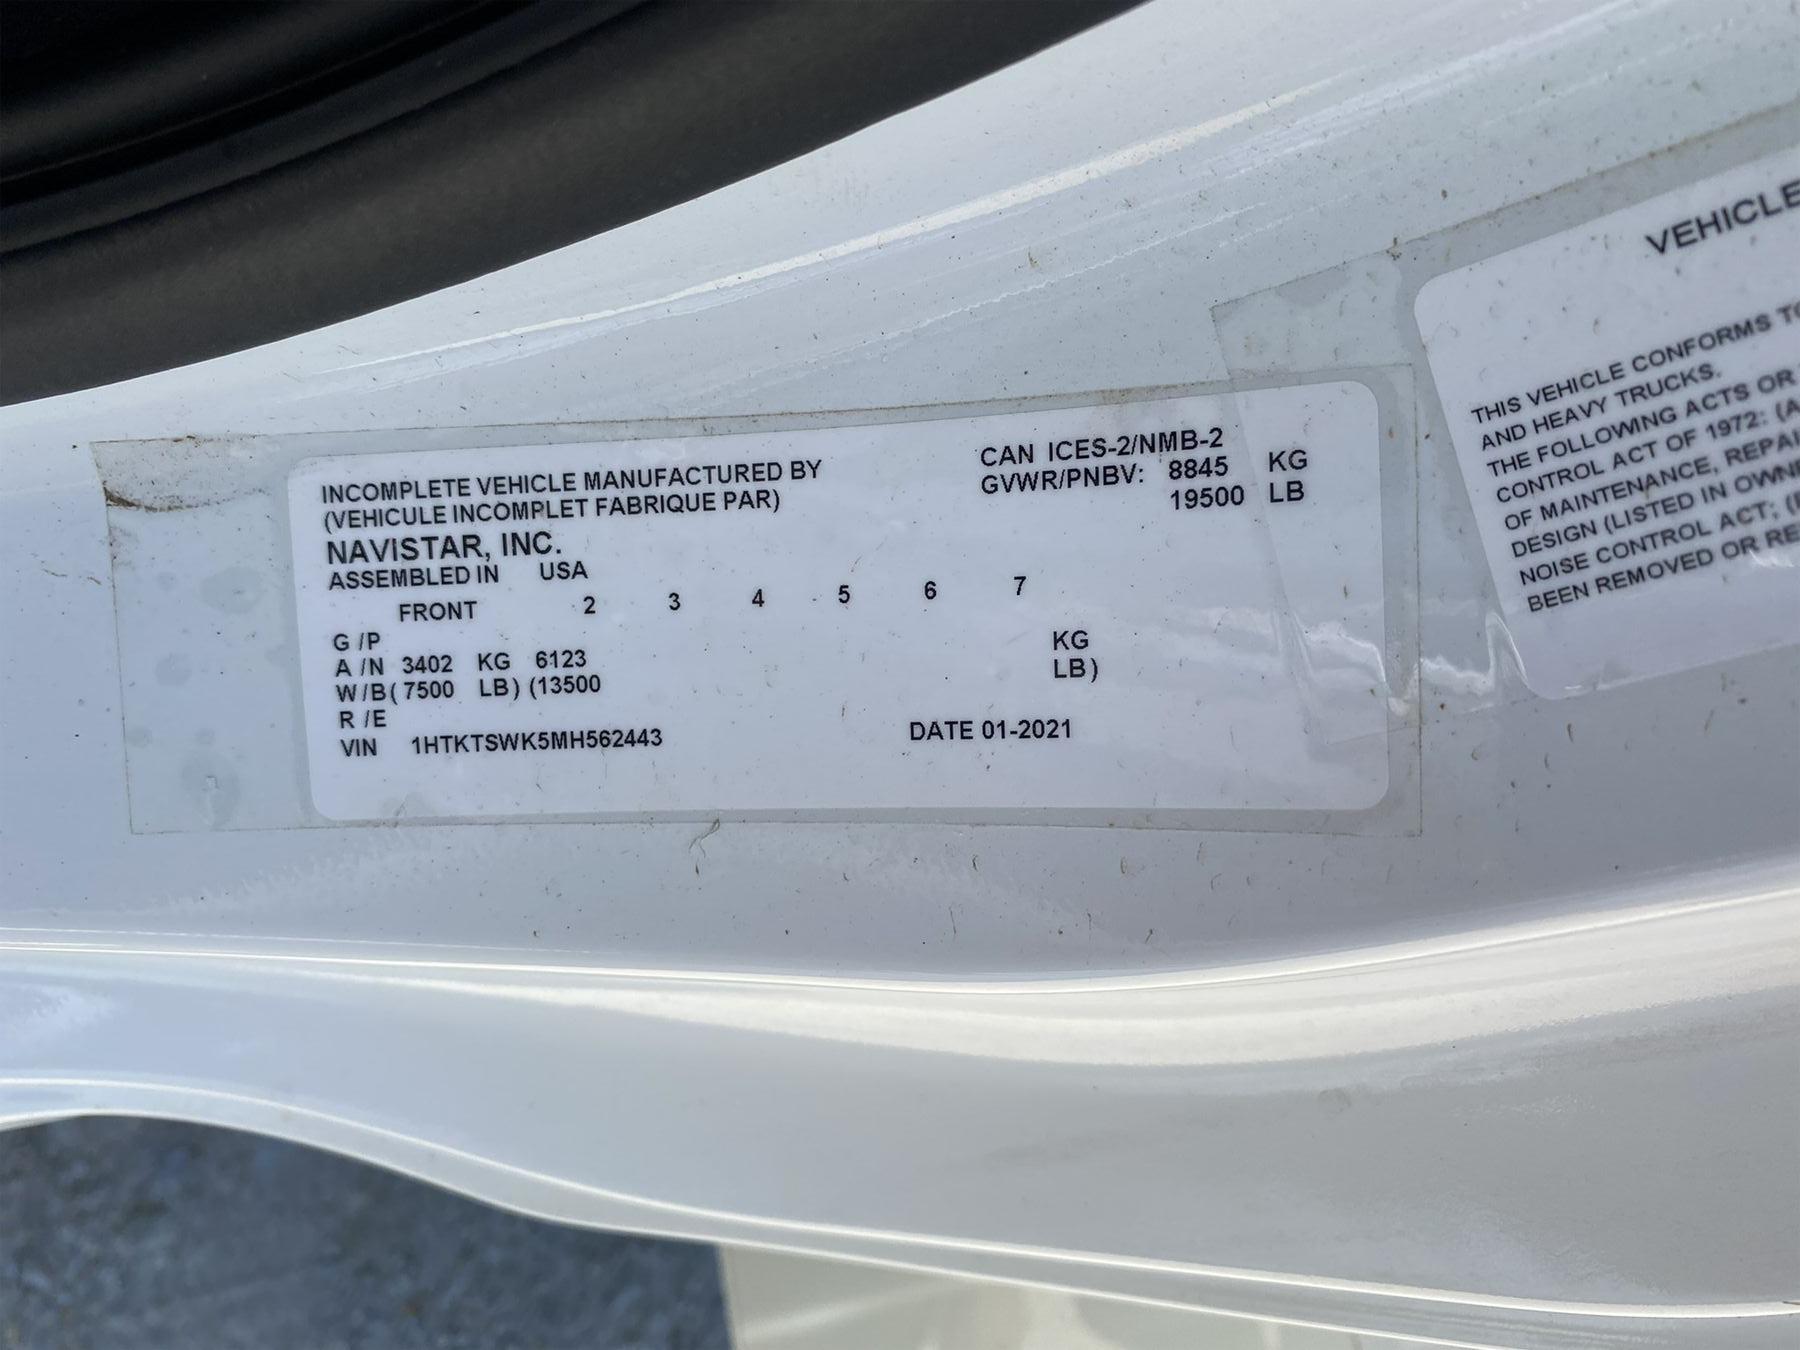 INCOMPLETE VEHICLE MANUFACTURED BY
(VEHICULE INCOMPLET FABRIQUE PAR)
NAVISTAR, INC.
ASSEMBLED IN USA
CAN ICES-2/NMB-2
GVWR/PNBV: 8845 KG
19500 LB
FRONT 2 3 4 5 6 7
G /P
A /N 3402 KG 6123 KG
W/B( 7500 LB) (13500 LB)
R /E
VIN 1HTKTSWK5MH562443 DATE 01-2021
VEHICLE
THIS VEHICLE CONFORMS TO
AND HEAVY TRUCKS.
THE FOLLOWING ACTS OR
CONTROL ACT OF 1972: (A
OF MAINTENANCE, REPAI
DESIGN (LISTED IN OWNE
NOISE CONTROL ACT; (
BEEN REMOVED OR RE